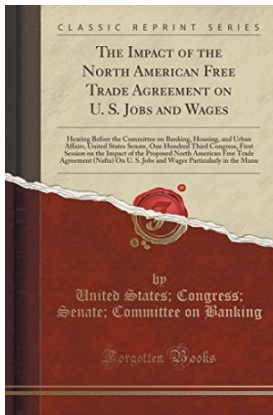 CLASSIC REPRINT SERIES
THE IMPACT OF THE
NORTH AMERICAN FREE
TRADE AGREEMENT ON
U. S. JOBS AND WAGES
Hearing Before the Committee on Banking, Housing, and Urban
Affairs, United States Senate, One Hundred Third Congress, First
Session on the Impact of the Proposed North American Free Trade
Agreement (Nafta) On U. S. Jobs and Wages Particularly in the Manu
by
United States; Congress;
Senate; Committee on Banking
Forgotten Books